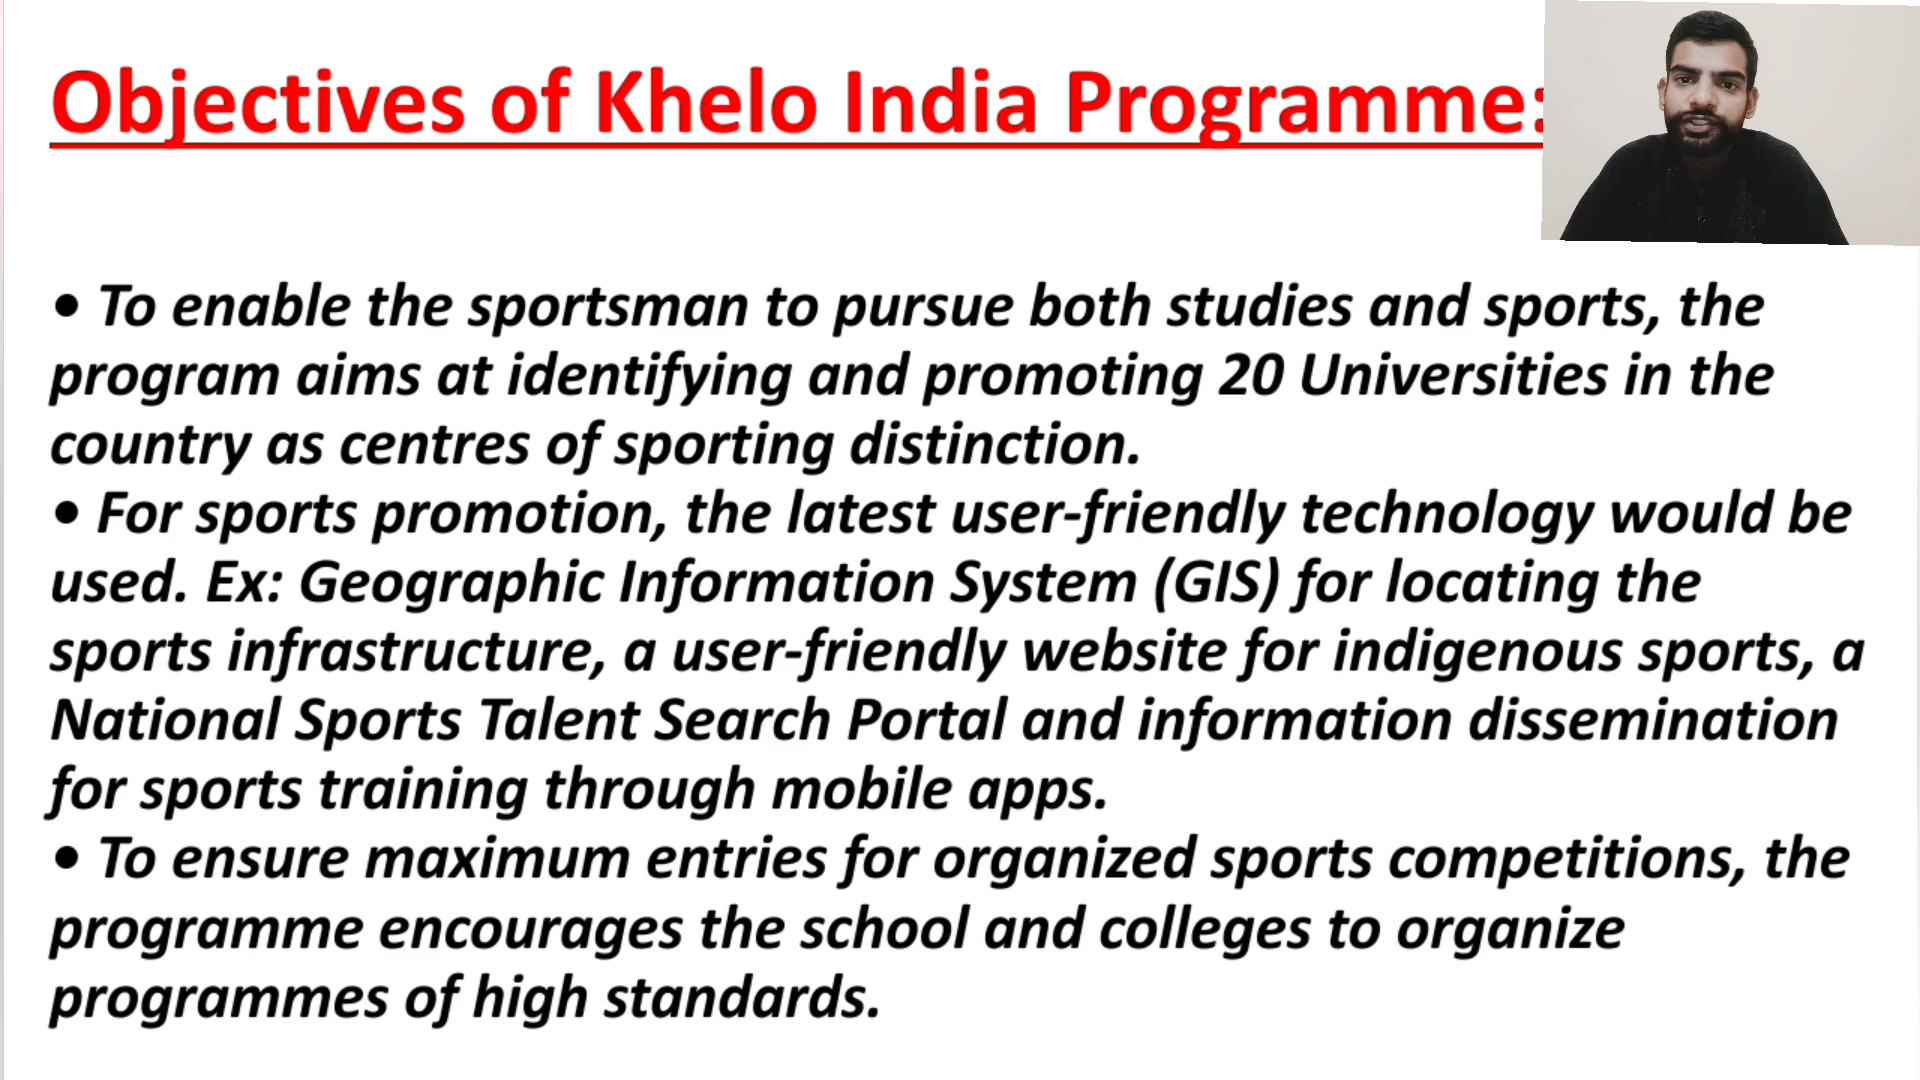 Objectives of Khelo India Programme:
• To enable the sportsman to pursue both studies and sports, the
program aims at identifying and promoting 20 Universities in the
country as centres of sporting distinction.
• For sports promotion, the latest user-friendly technology would be
used. Ex: Geographic Information System (GIS) for locating the
sports infrastructure, a user-friendly website for indigenous sports, a
National Sports Talent Search Portal and information dissemination
for sports training through mobile apps.
• To ensure maximum entries for organized sports competitions, the
programme encourages the school and colleges to organize
programmes of high standards.